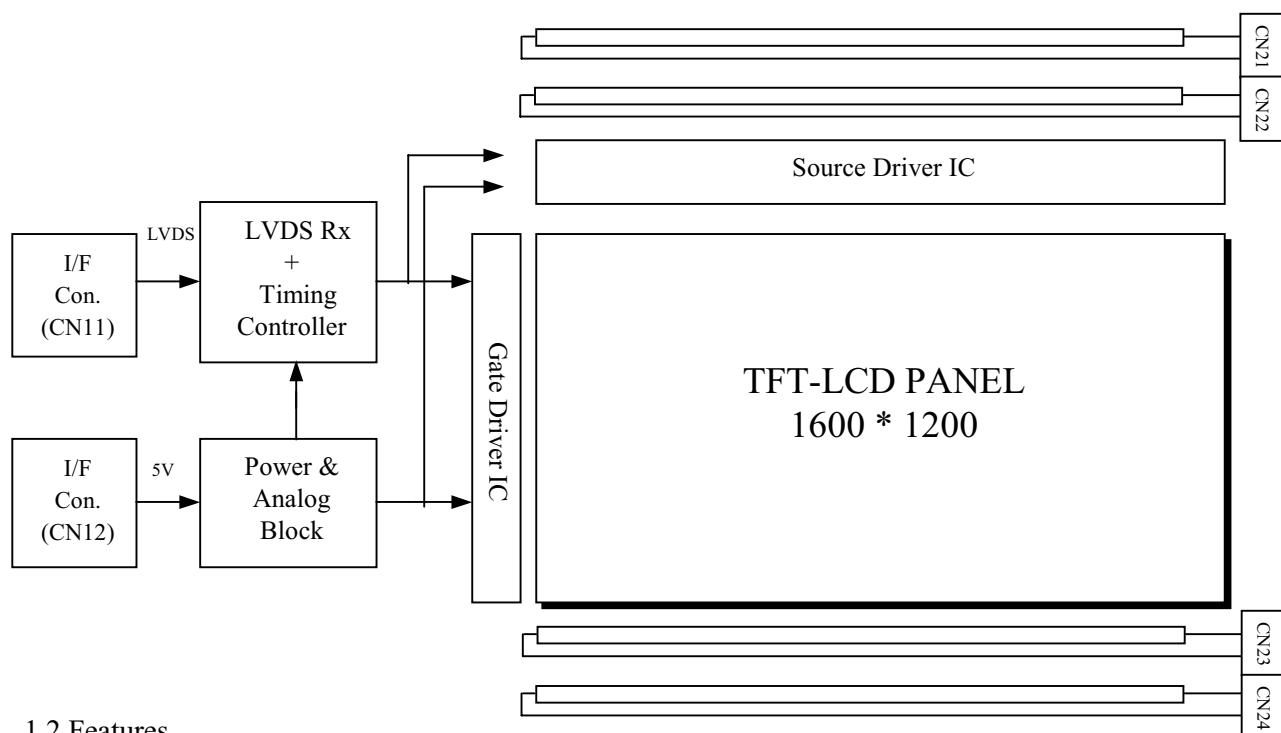 CN21
CN22
Source Driver IC
LVDS
I/F
Con.
(CN11)
LVDS Rx
+
Timing
Controller
Gate Driver IC
TFT-LCD PANEL
1600 * 1200
I/F
Con.
(CN12)
5V
Power &
Analog
Block
CN23
CN24
1.2 Features